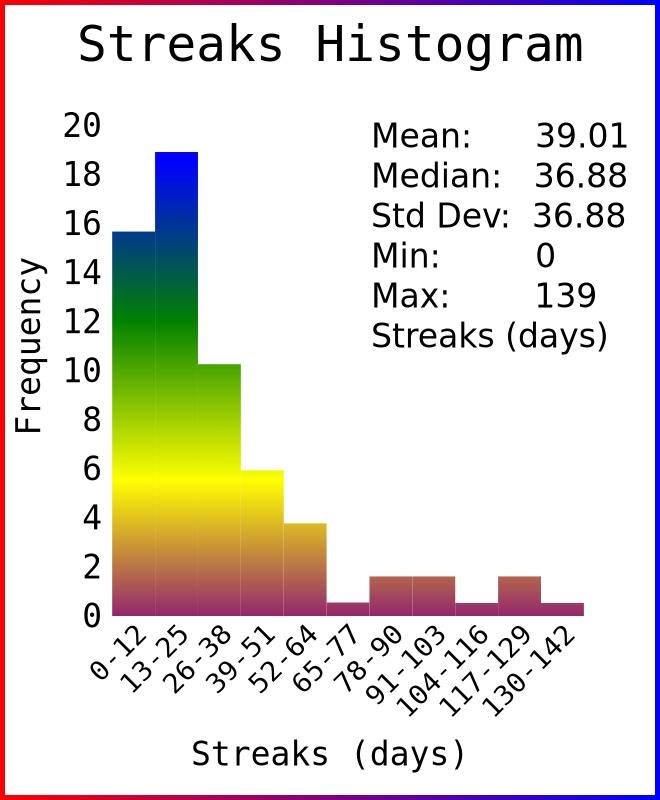 Streaks Histogram
Mean: 39.01
Median: 36.88
Std Dev: 36.88
Min: 0
Max: 139
Streaks (days)
20
18
16
14
12
10
8
6
4
2
0
Frequency
0-12
13-25
26-38
39-51
52-64
65-77
78-90
91-103
104-116
117-129
130-142
Streaks (days)